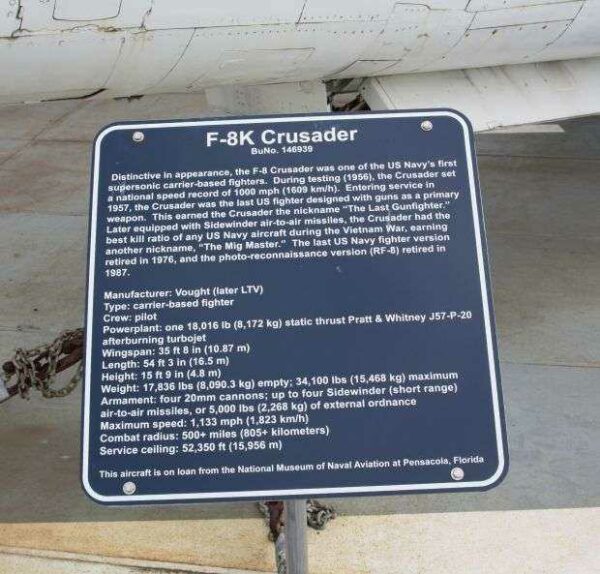 F-8K Crusader
BuNo. 146939
Distinctive in appearance, the F-8 Crusader was one of the US Navy's first
supersonic carrier-based fighters. During testing (1956), the Crusader set
a national speed record of 1000 mph (1609 km/h). Entering service in
1957, the Crusader was the last US fighter designed with guns as a primary
weapon. This earned the Crusader the nickname "The Last Gunfighter."
Later equipped with Sidewinder air-to-air missiles, the Crusader had the
best kill ratio of any US Navy aircraft during the Vietnam War, earning
another nickname, "The Mig Master." The last US Navy fighter version
retired in 1976, and the photo-reconnaissance version (RF-8) retired in
1987.
Manufacturer: Vought (later LTV)
Type: carrier-based fighter
Crew: pilot
Powerplant: one 18,016 lb (8,172 kg) static thrust Pratt & Whitney J57-P-20
afterburning turbojet
Wingspan: 35 ft 8 in (10.87 m)
Length: 54 ft 3 in (16.5 m)
Height: 15 ft 9 in (4.8 m)
Weight: 17,836 lbs (8,090.3 kg) empty; 34,100 lbs (15,468 kg) maximum
Armament: four 20mm cannons; up to four Sidewinder (short range)
air-to-air missiles, or 5,000 lbs (2,268 kg) of external ordnance
Maximum speed: 1,133 mph (1,823 km/h)
Combat radius: 500+ miles (805+ kilometers)
Service ceiling: 52,350 ft (15,956 m)
This aircraft is on loan from the National Museum of Naval Aviation at Pensacola, Florida